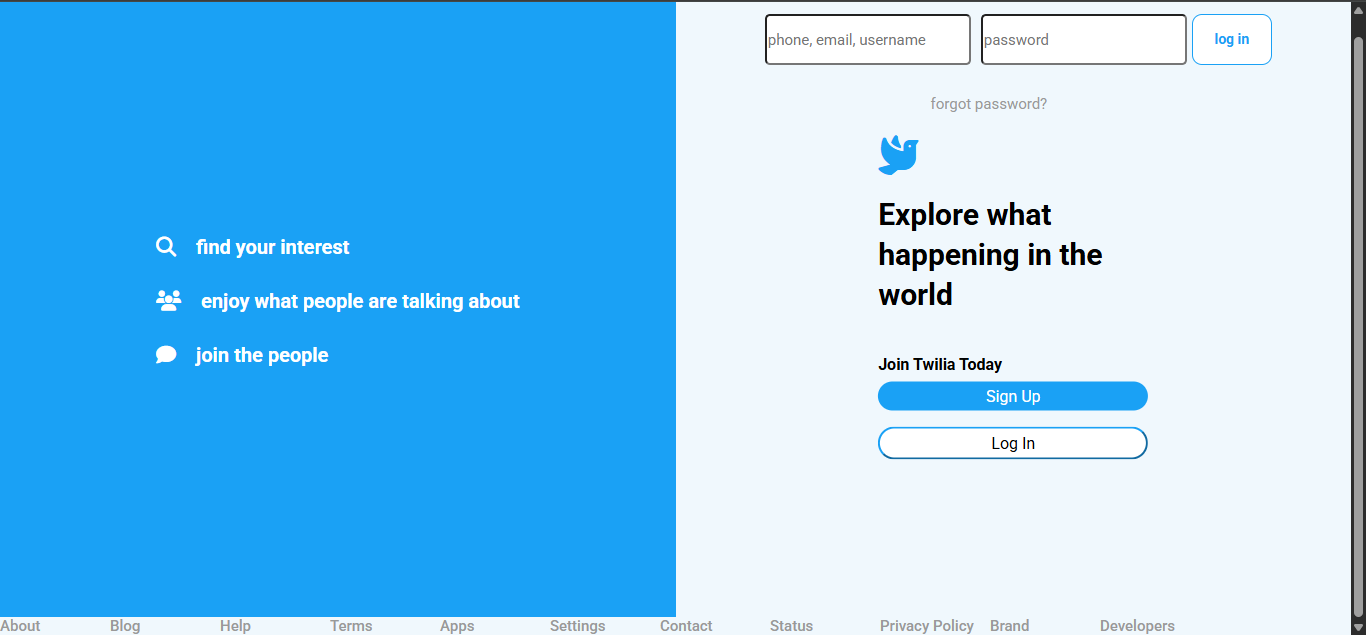 phone, email, username password log in
forgot password?
find your interest
enjoy what people are talking about
join the people
Explore what
happening in the
world
Join Twilia Today
Sign Up
Log In
About Blog Help Terms Apps Settings Contact Status Privacy Policy Brand Developers